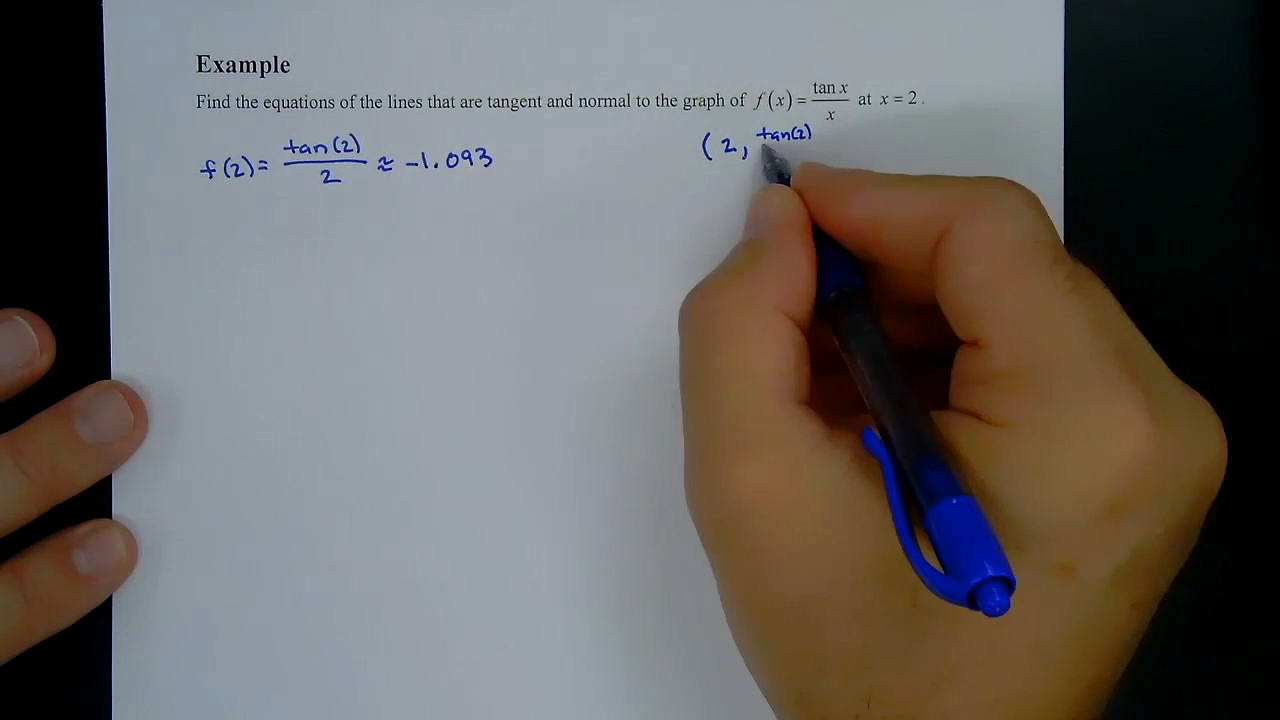 Example
Find the equations of the lines that are tangent and normal to the graph of f(x) = tan x / x at x = 2.
f(2) = tan(2) / 2 ≈ -1.093
(2, tan(2)